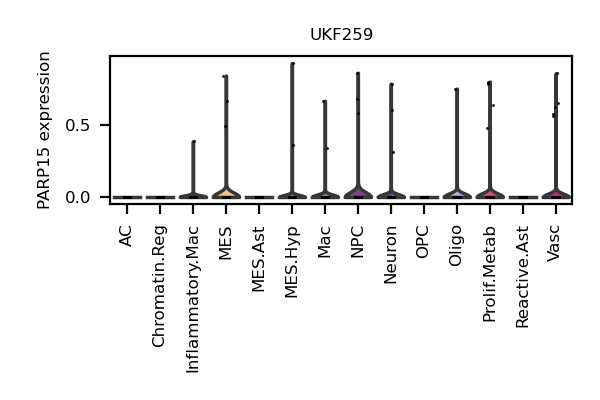 UKF259
PARP15 expression
0.5
0.0
AC
Chromatin.Reg
Inflammatory.Mac
MES
MES.Ast
MES.Hyp
Mac
NPC
Neuron
OPC
Oligo
Prolif.Metab
Reactive.Ast
Vasc